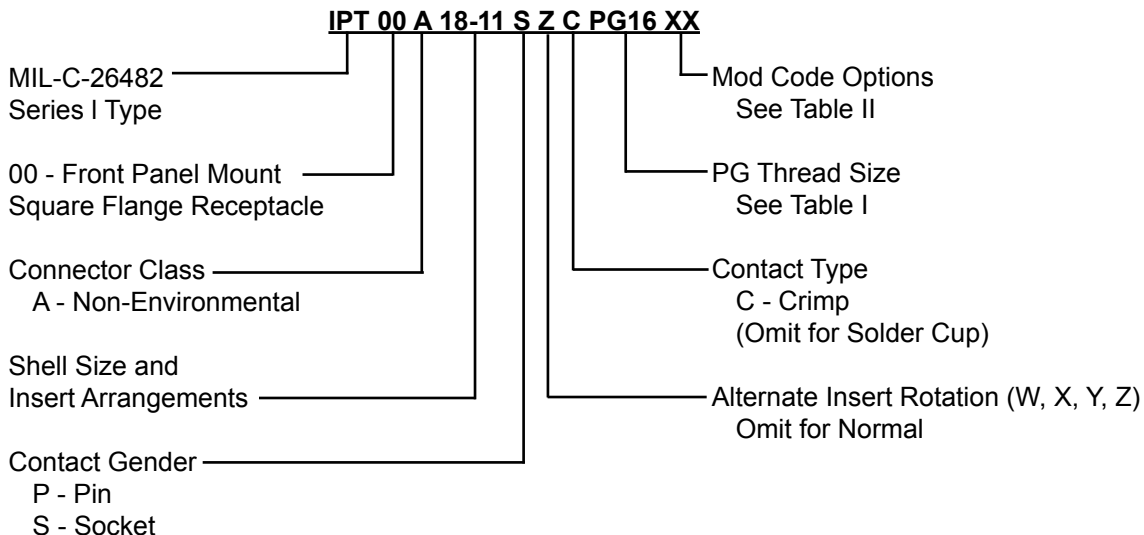 IPT 00 A 18-11 S Z C PG16 XX
MIL-C-26482
Series I Type
00 - Front Panel Mount
Square Flange Receptacle
Connector Class
A - Non-Environmental
Shell Size and
Insert Arrangements
Contact Gender
P - Pin
S - Socket
Mod Code Options
See Table II
PG Thread Size
See Table I
Contact Type
C - Crimp
(Omit for Solder Cup)
Alternate Insert Rotation (W, X, Y, Z)
Omit for Normal